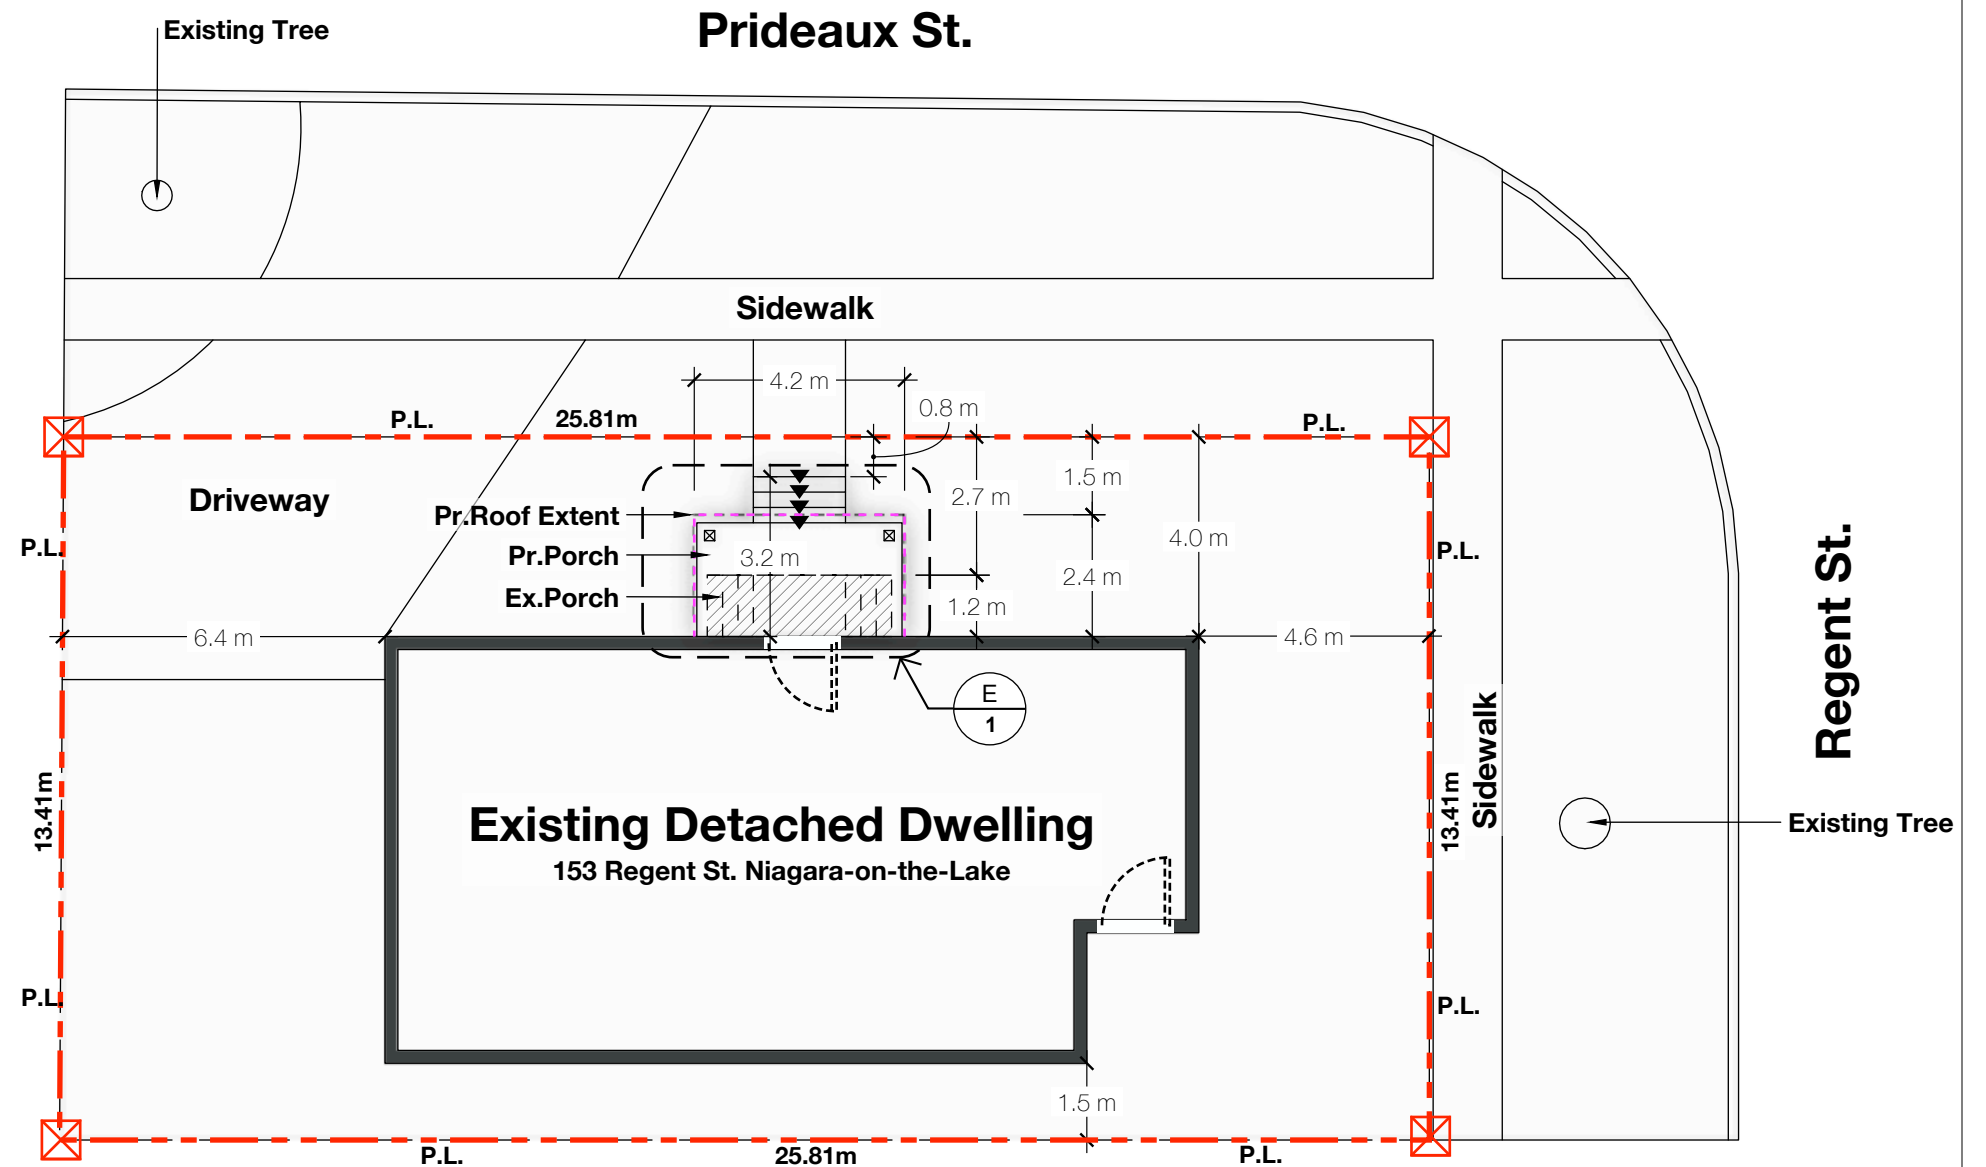 Existing Tree
Prideaux St.
Sidewalk
4.2 m
0.8 m
P.L.
25.81m
P.L.
1.5 m
2.7 m
Driveway
Pr.Roof Extent
4.0 m
P.L.
P.L.
Pr.Porch
3.2 m
2.4 m
Ex.Porch
1.2 m
6.4 m
4.6 m
Regent St.
E
1
Sidewalk
13.41m
13.41m
Existing Detached Dwelling
153 Regent St. Niagara-on-the-Lake
Existing Tree
P.L.
P.L.
1.5 m
P.L.
25.81m
P.L.